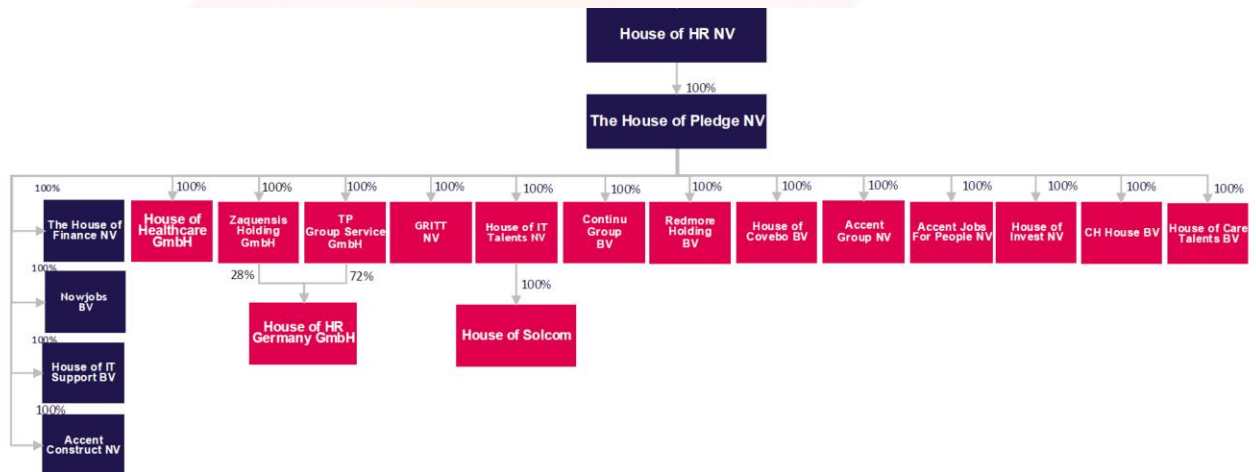 House of HR NV
100%
The House of Pledge NV
100%
100%
100%
100%
100%
100%
100%
100%
100%
100%
100%
100%
100%
100%
The House of
Finance NV
House of
Healthcare
GmbH
Zaquensis
Holding
GmbH
TP
Group Service
GmbH
GRITT
NV
House of IT
Talents NV
Continu
Group
BV
Redmore
Holding
BV
House of
Covebo BV
Accent
Group NV
Accent Jobs
For People NV
House of
Invest NV
CH House BV
House of Care
Talents BV
100%
28%
72%
100%
Nowjobs
BV
House of HR
Germany GmbH
House of Solcom
100%
House of IT
Support BV
100%
Accent
Construct NV